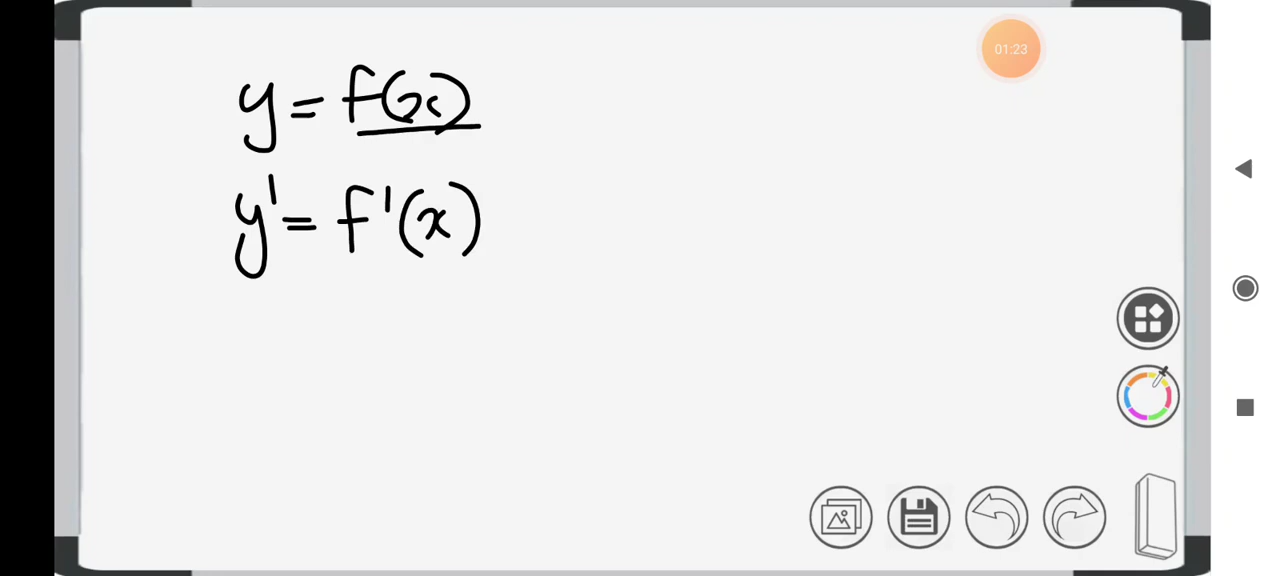 01:23
y = f(x)
y' = f'(x)